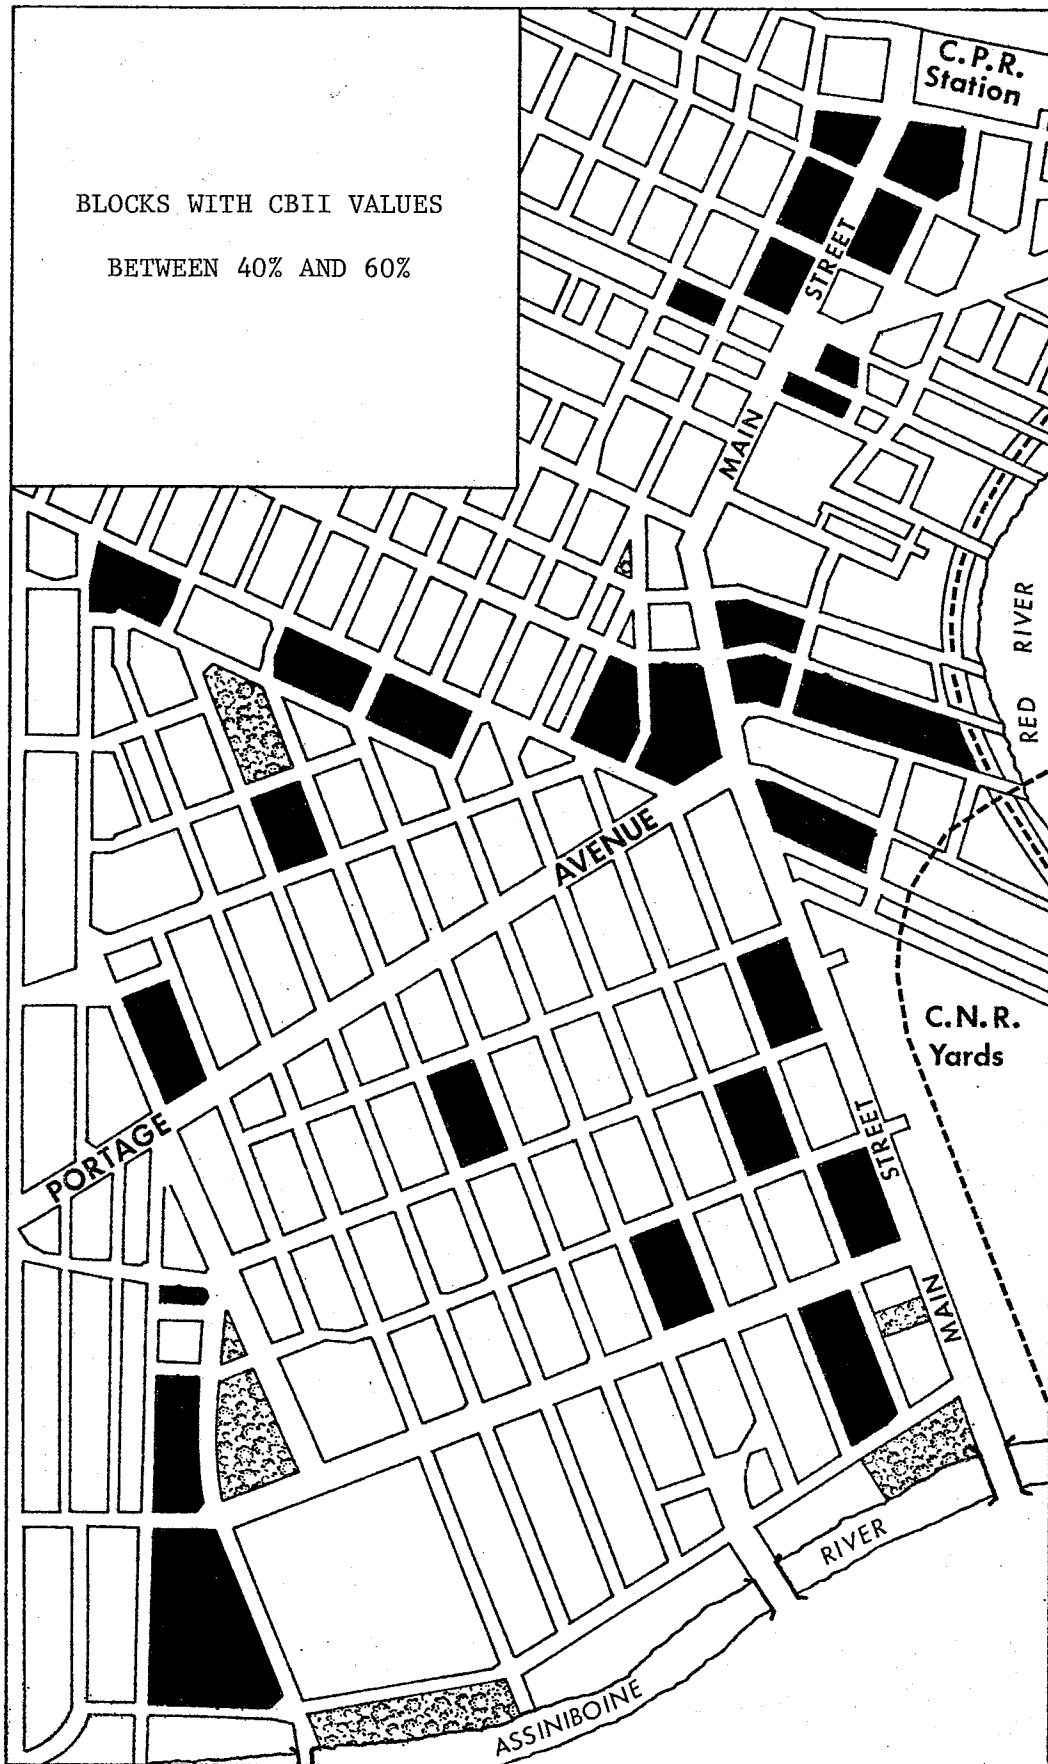 C.P.R.
Station
BLOCKS WITH CBII VALUES
BETWEEN 40% AND 60%
STREET
MAIN
RED RIVER
AVENUE
C.N.R.
Yards
PORTAGE
STREET
MAIN
RIVER
ASSINIBOINE